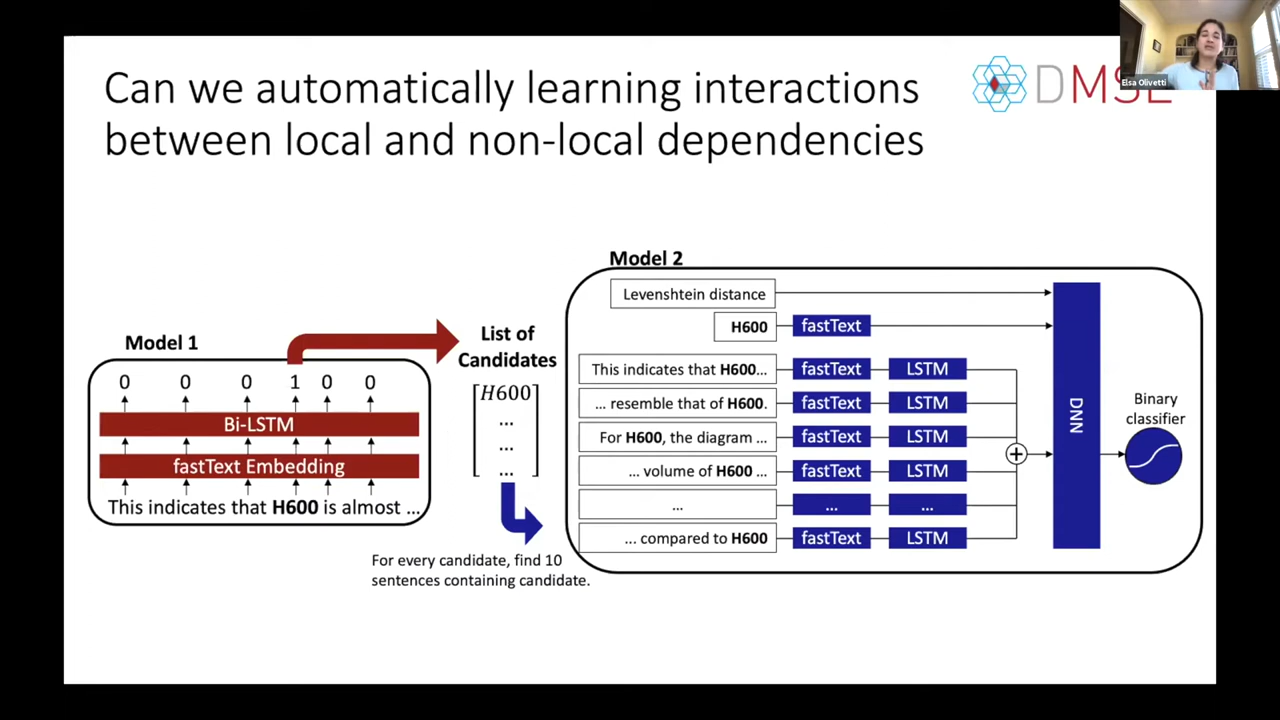 Can we automatically learning interactions
between local and non-local dependencies
Elsa Olivetti
Model 1
0 0 0 1 0 0
Bi-LSTM
fastText Embedding
This indicates that H600 is almost ...
List of
Candidates
H600
...
...
...
For every candidate, find 10
sentences containing candidate.
Model 2
Levenshtein distance
H600 fastText
This indicates that H600... fastText LSTM
... resemble that of H600. fastText LSTM
For H600, the diagram ... fastText LSTM
... volume of H600 ... fastText LSTM
... ... ...
... compared to H600 fastText LSTM
+
DNN
Binary
classifier